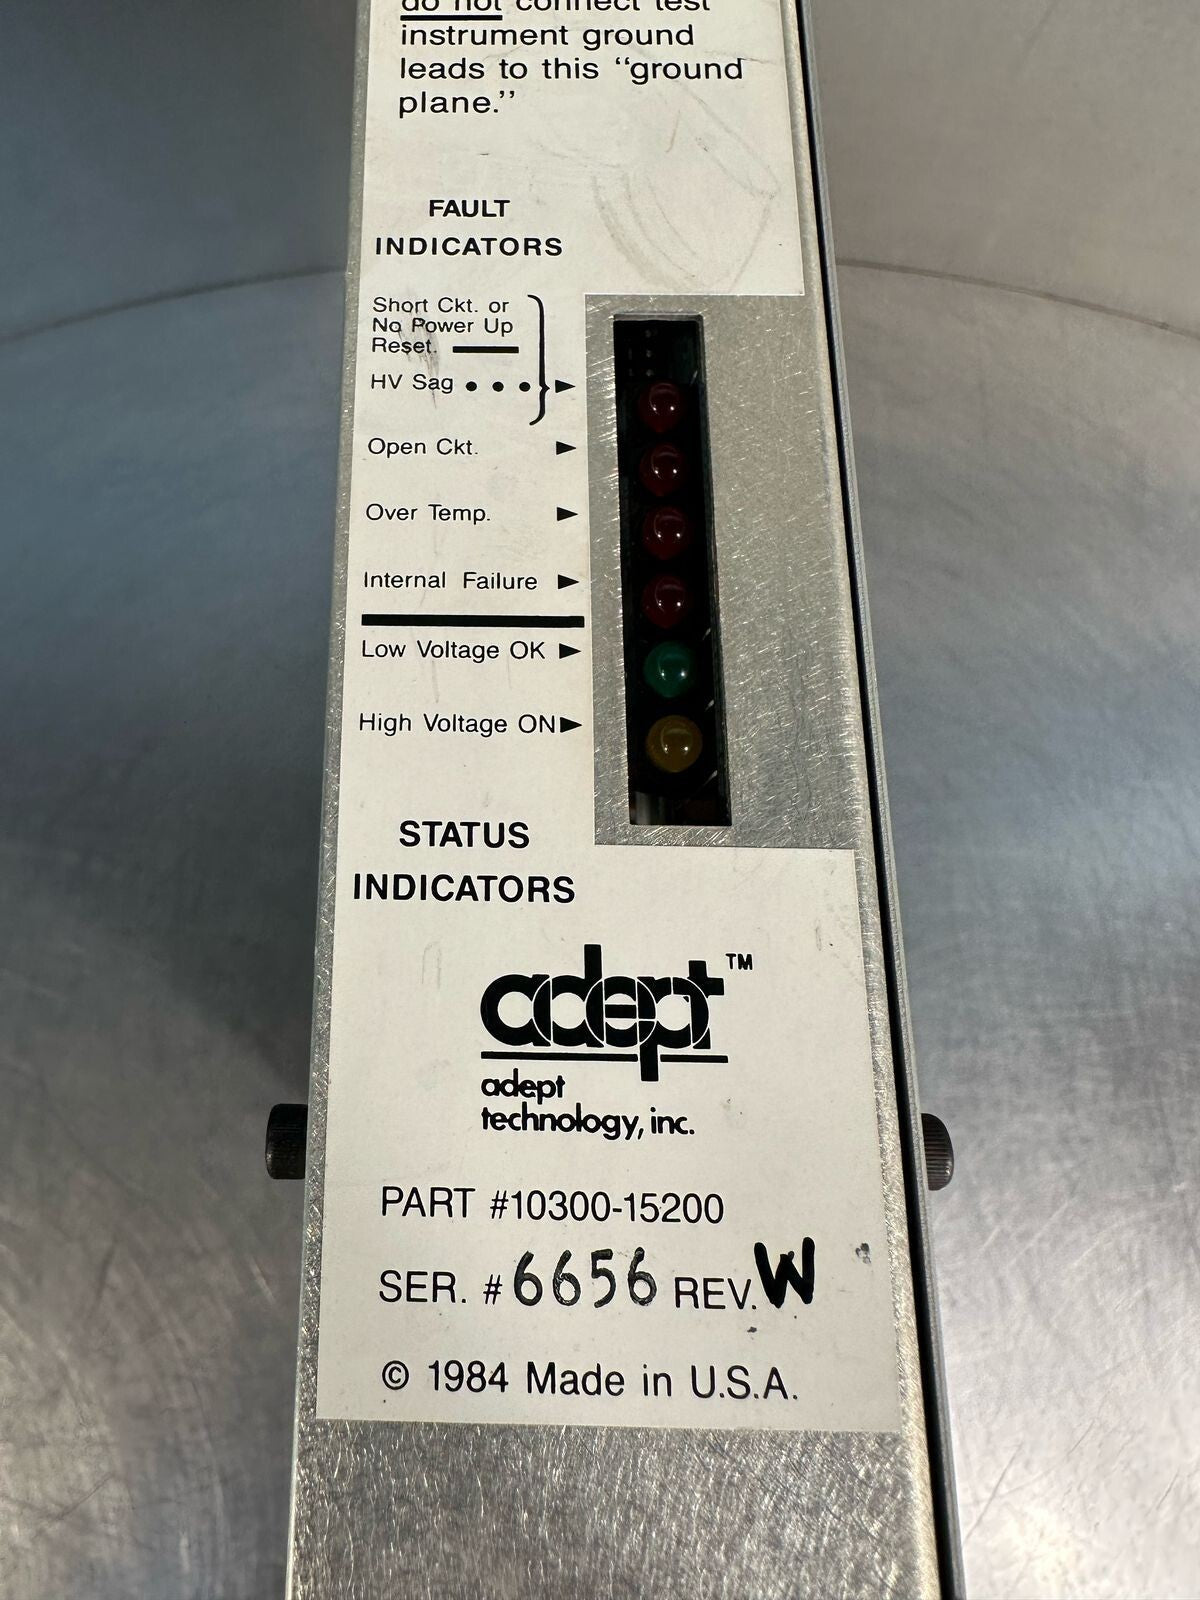 do not connect test
instrument ground
leads to this “ground
plane.”
FAULT
INDICATORS
Short Ckt. or
No Power Up
Reset.
HV Sag
Open Ckt.
Over Temp.
Internal Failure
Low Voltage OK
High Voltage ON
STATUS
INDICATORS
adept™
adept
technology, inc.
PART #10300-15200
SER. # 6656 REV. W
© 1984 Made in U.S.A.